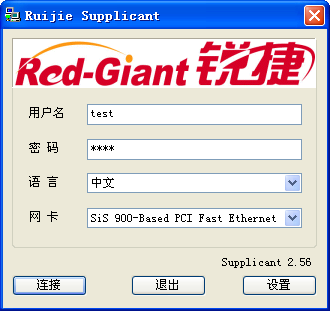 Ruijie Supplicant
Red-Giant 锐捷
用户名 test
密 码 ****
语 言 中文
网 卡 SiS 900-Based PCI Fast Ethernet
Supplicant 2.56
连接 退出 设置